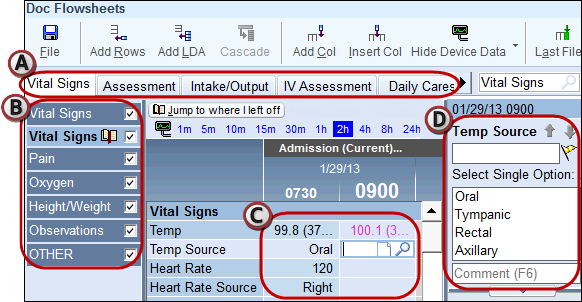 Doc Flowsheets
File Add Rows Add LDA Cascade Add Col Insert Col Hide Device Data Last File
A
Vital Signs Assessment Intake/Output IV Assessment Daily Cares Vital Signs
B
Vital Signs
Vital Signs
Pain
Oxygen
Height/Weight
Observations
OTHER
Jump to where I left off
1m 5m 10m 15m 30m 1h 2h 4h 8h 24h
Admission (Current)...
1/29/13
0730 0900
Vital Signs
C
Temp 99.8 (37... 100.1 (3...
Temp Source Oral
Heart Rate 120
Heart Rate Source Right
01/29/13 0900
D
Temp Source
Select Single Option:
Oral
Tympanic
Rectal
Axillary
Comment (F6)